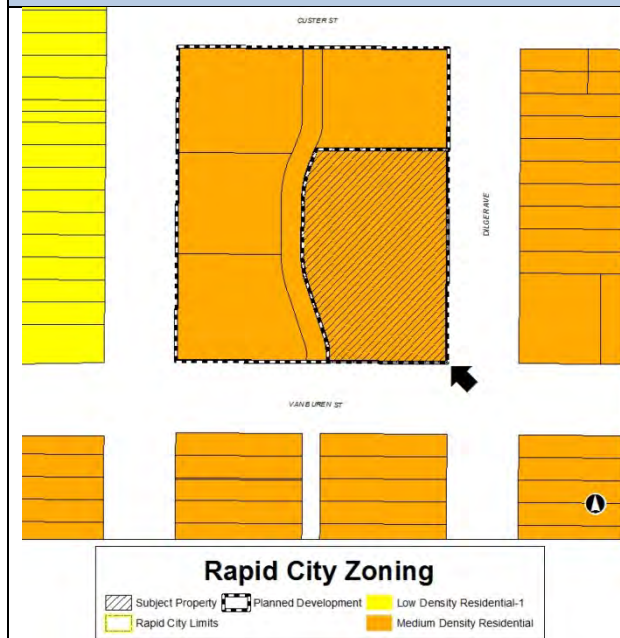 CUSTER ST
DILGER AVE
VAN BUREN ST
Rapid City Zoning
Subject Property Planned Development Low Density Residential-1
Rapid City Limits Medium Density Residential